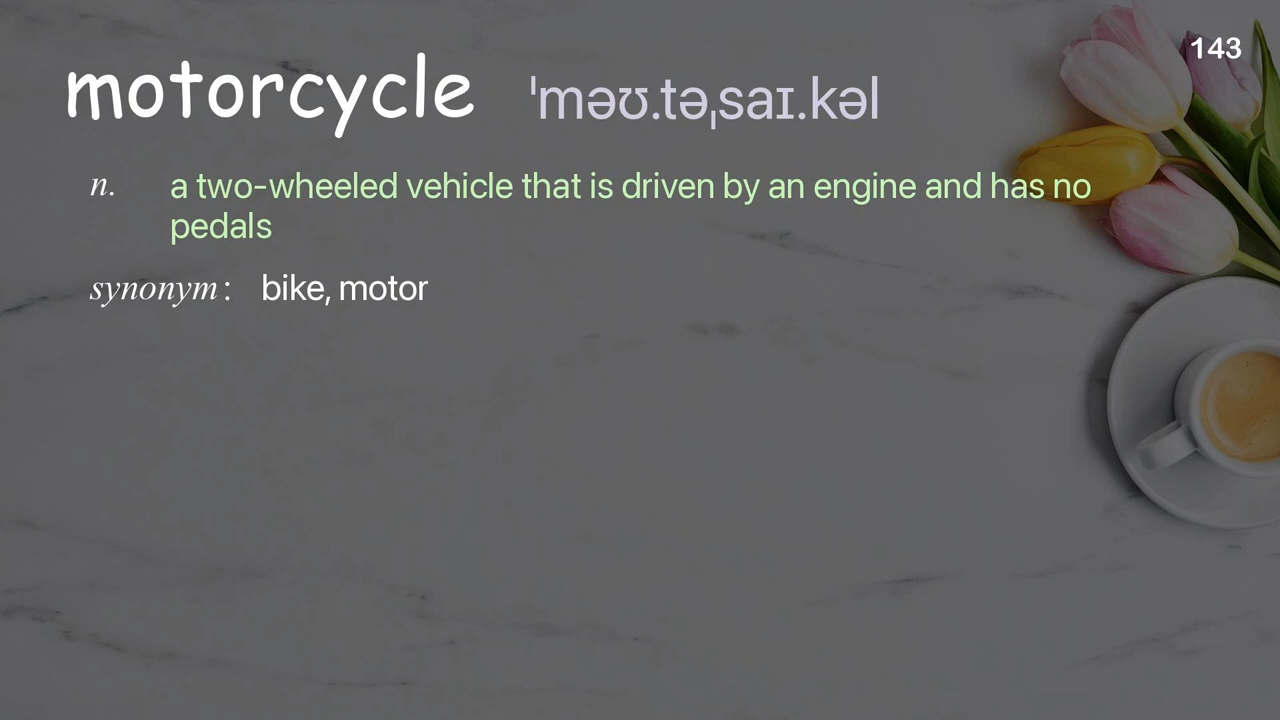 143
motorcycle ˈməʊ.təˌsaɪ.kəl
n. a two-wheeled vehicle that is driven by an engine and has no
pedals
synonym: bike, motor